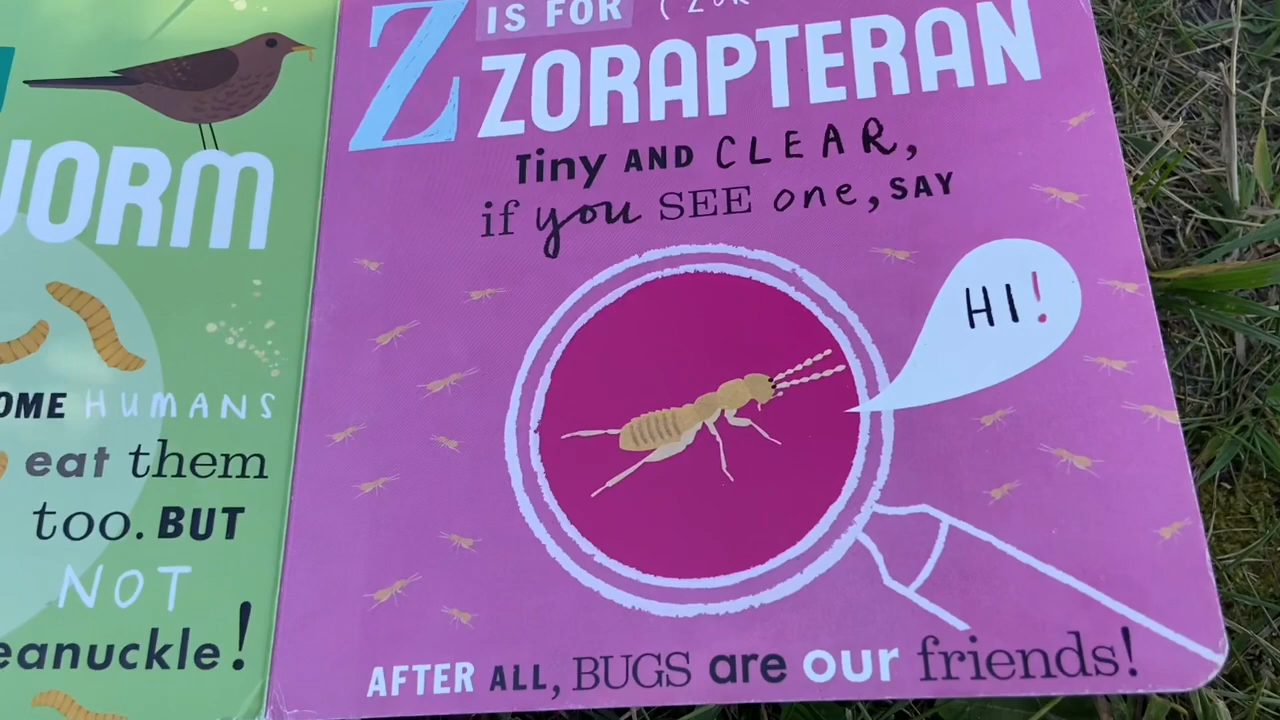 OME HUMANS
eat them
too. BUT
NOT
eanuckle!
Z IS FOR
ZORAPTERAN
Tiny AND CLEAR,
if you SEE one, SAY
HI!
AFTER ALL, BUGS are our friends!